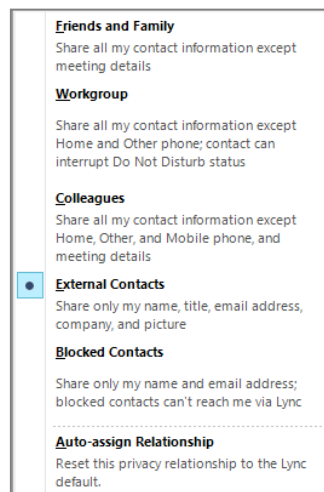 Friends and Family
Share all my contact information except
meeting details
Workgroup
Share all my contact information except
Home and Other phone; contact can
interrupt Do Not Disturb status
Colleagues
Share all my contact information except
Home, Other, and Mobile phone, and
meeting details
External Contacts
Share only my name, title, email address,
company, and picture
Blocked Contacts
Share only my name and email address;
blocked contacts can't reach me via Lync
Auto-assign Relationship
Reset this privacy relationship to the Lync
default.